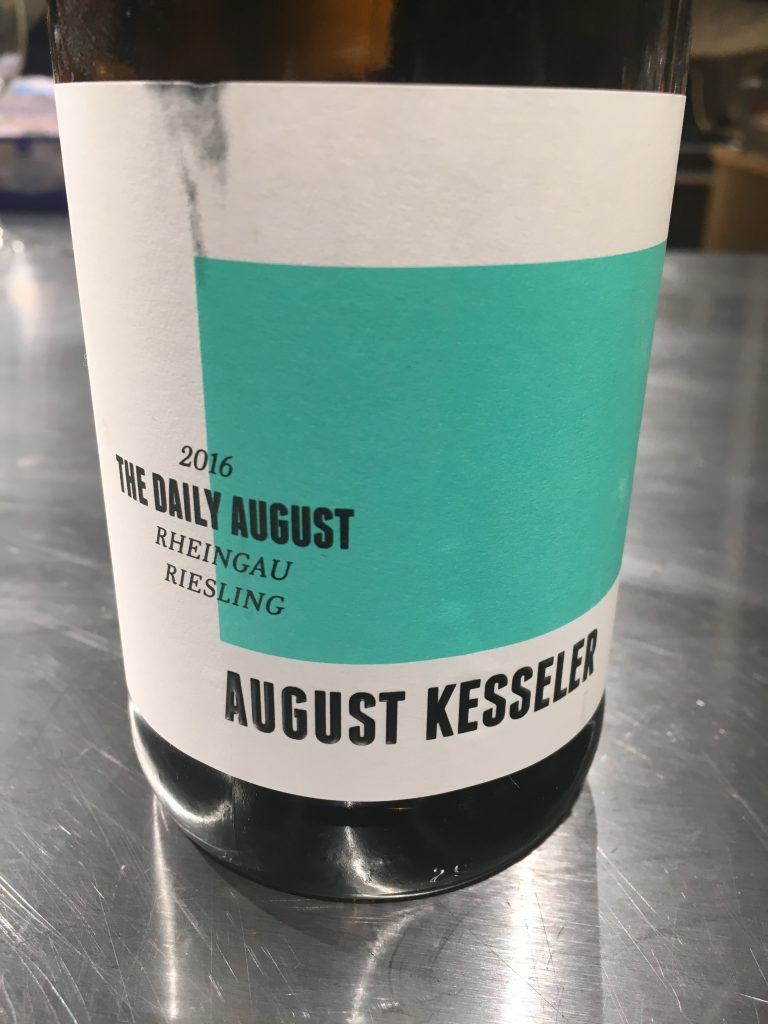 2016
THE DAILY AUGUST
RHEINGAU
RIESLING
AUGUST KESSELER